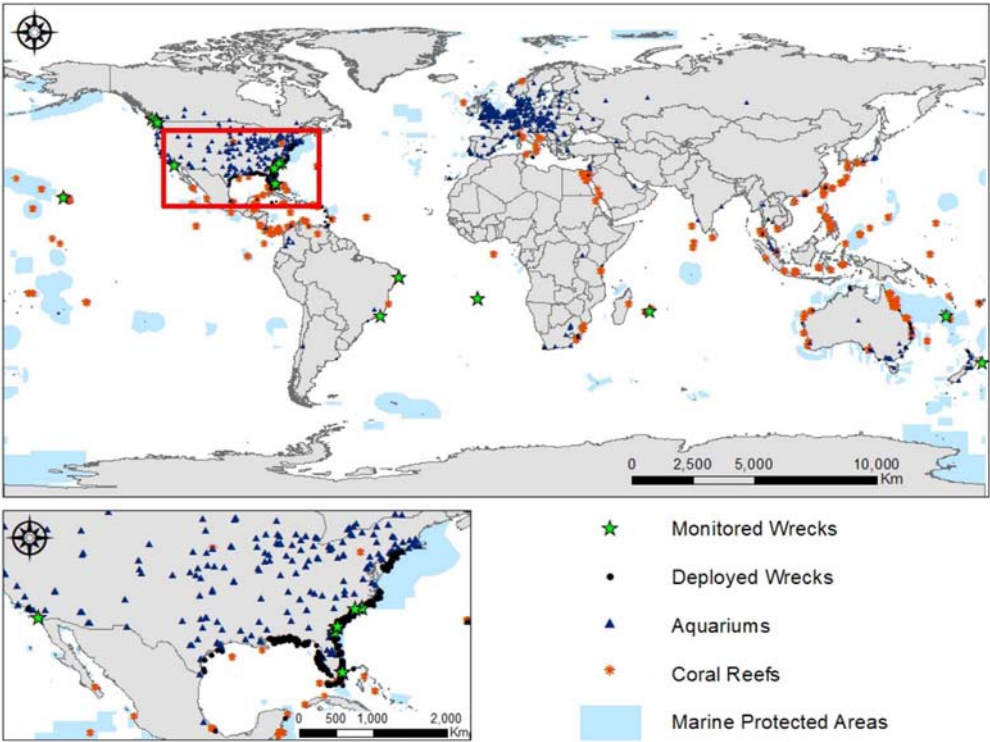 0 2,500 5,000 10,000
Km
Monitored Wrecks
Deployed Wrecks
Aquariums
Coral Reefs
Marine Protected Areas
0 500 1,000 2,000
Km